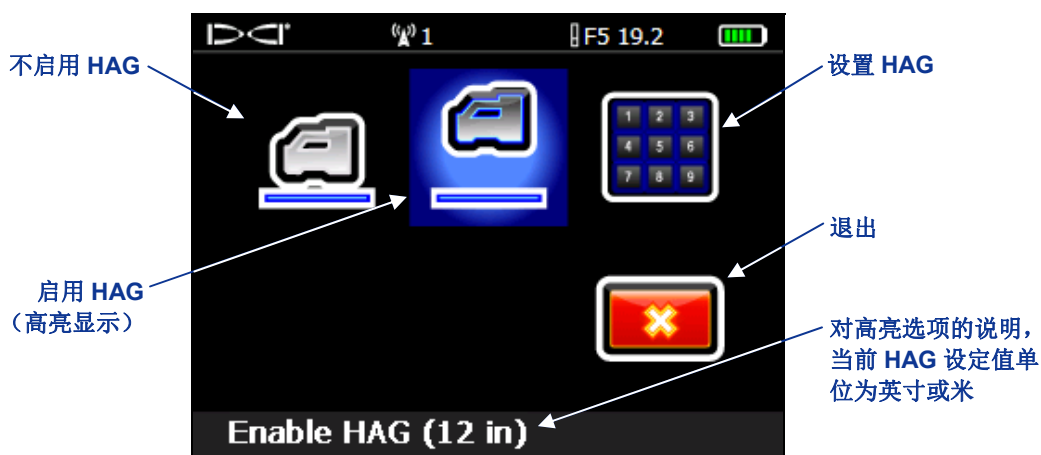 1
F5 19.2
不启用 HAG
设置 HAG
1 2 3
4 5 6
7 8 9
退出
启用 HAG
（高亮显示）
对高亮选项的说明，
当前 HAG 设定值单
位为英寸或米
Enable HAG (12 in)